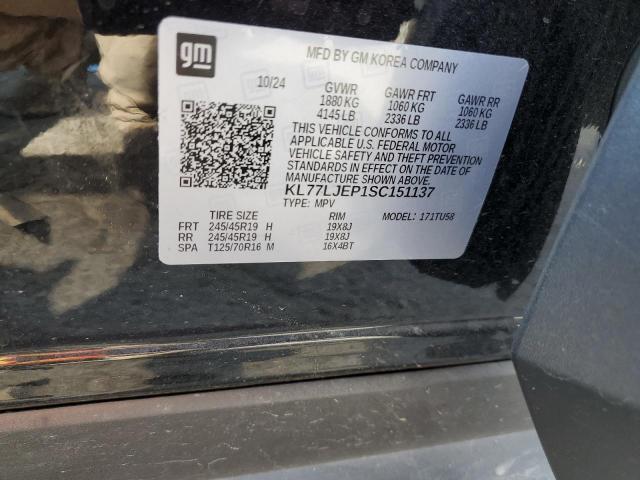 gm
MFD BY GM KOREA COMPANY
10/24 GVWR GAWR FRT GAWR RR
1880 KG 1060 KG 1060 KG
4145 LB 2336 LB 2336 LB
THIS VEHICLE CONFORMS TO ALL
APPLICABLE U.S. FEDERAL MOTOR
VEHICLE SAFETY AND THEFT PREVENTION
STANDARDS IN EFFECT ON THE DATE OF
MANUFACTURE SHOWN ABOVE.
KL77LJEP1SC151137
TYPE: MPV MODEL: 1TU58
TIRE SIZE RIM
FRT 245/45R19 H 19X8J
RR 245/45R19 H 19X8J
SPA T125/70R16 M 16X4BT